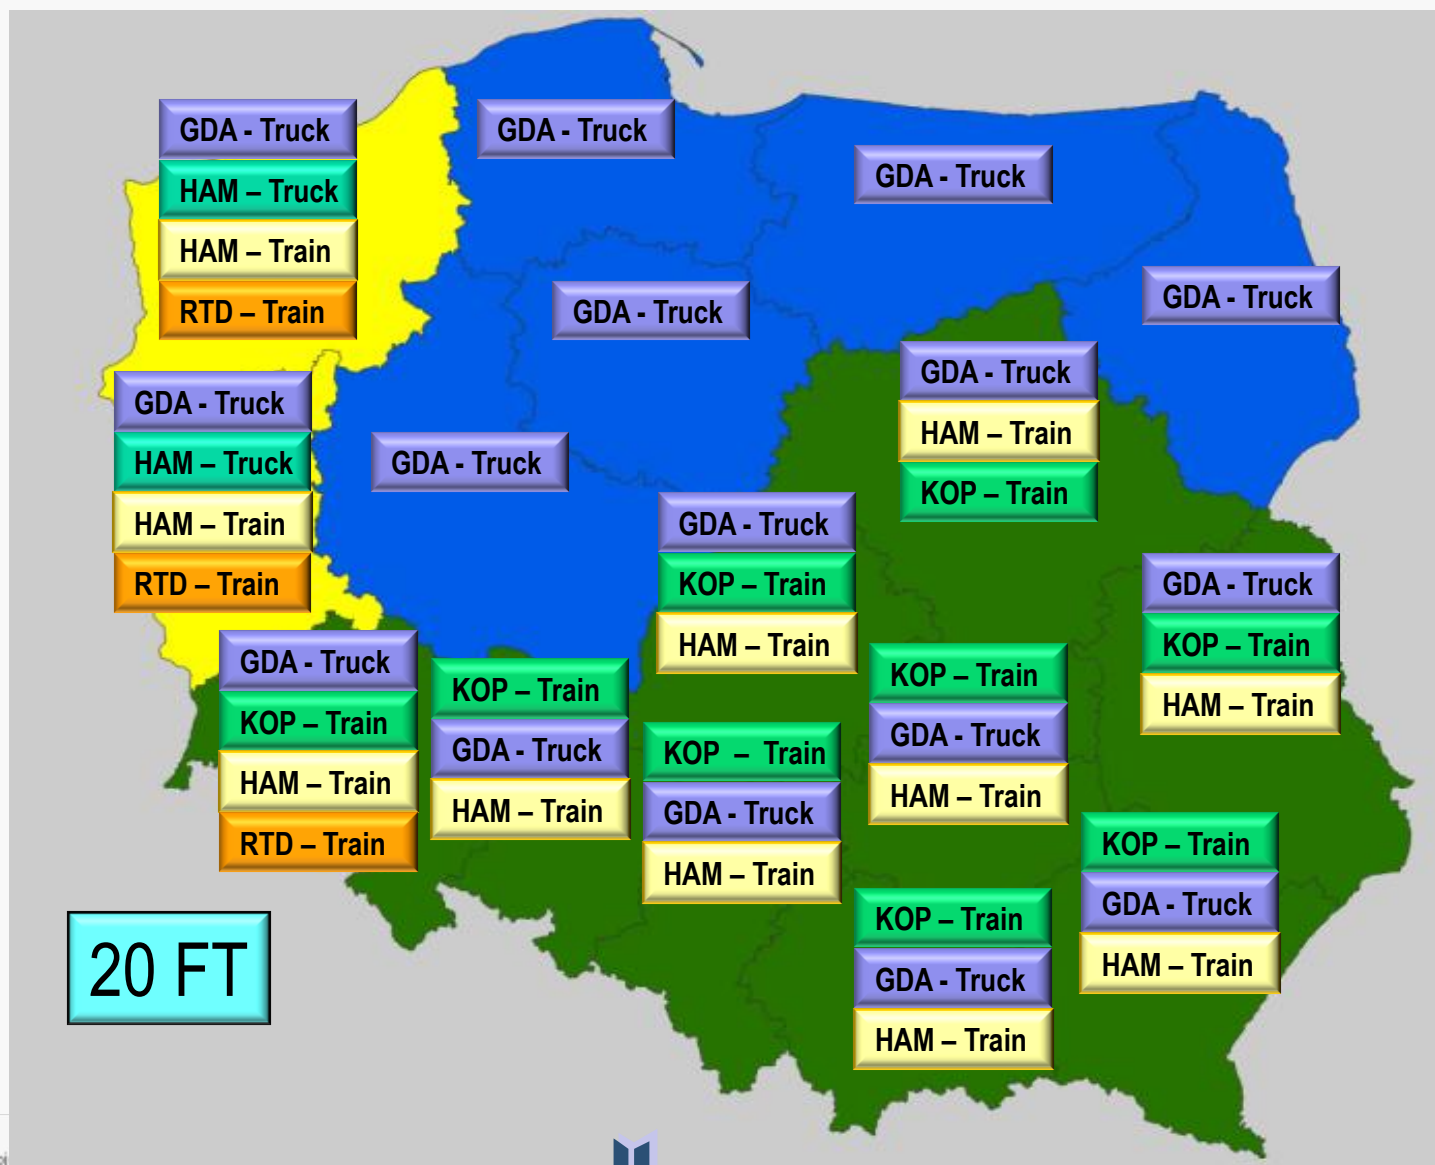 GDA - Truck
HAM – Truck
HAM – Train
RTD – Train
GDA - Truck
GDA - Truck
GDA - Truck
GDA - Truck
GDA - Truck
HAM – Train
KOP – Train
GDA - Truck
HAM – Truck
HAM – Train
RTD – Train
GDA - Truck
GDA - Truck
KOP – Train
HAM – Train
GDA - Truck
KOP – Train
HAM – Train
GDA - Truck
KOP – Train
HAM – Train
RTD – Train
KOP – Train
GDA - Truck
HAM – Train
KOP – Train
GDA - Truck
HAM – Train
KOP – Train
GDA - Truck
HAM – Train
KOP – Train
GDA - Truck
HAM – Train
KOP – Train
GDA - Truck
HAM – Train
20 FT